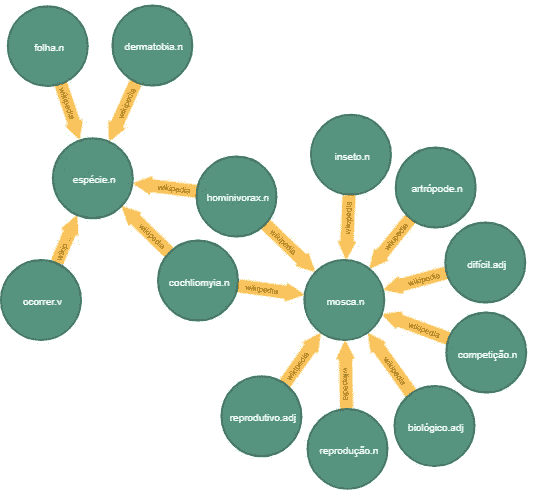 folha.n
dermatobia.n
wikipedia
wikipedia
inseto.n
espécie.n
wikipedia
hominivorax.n
artrópode.n
wikipedia
wikipedia
wikipedia
wikipedia
wikip
difícil.adj
cochliomyia.n
wikipedia
wikipedia
ocorrer.v
mosca.n
wikipedia
competição.n
wikipedia
wikipedia
wikipedia
reprodutivo.adj
biológico.adj
reprodução.n